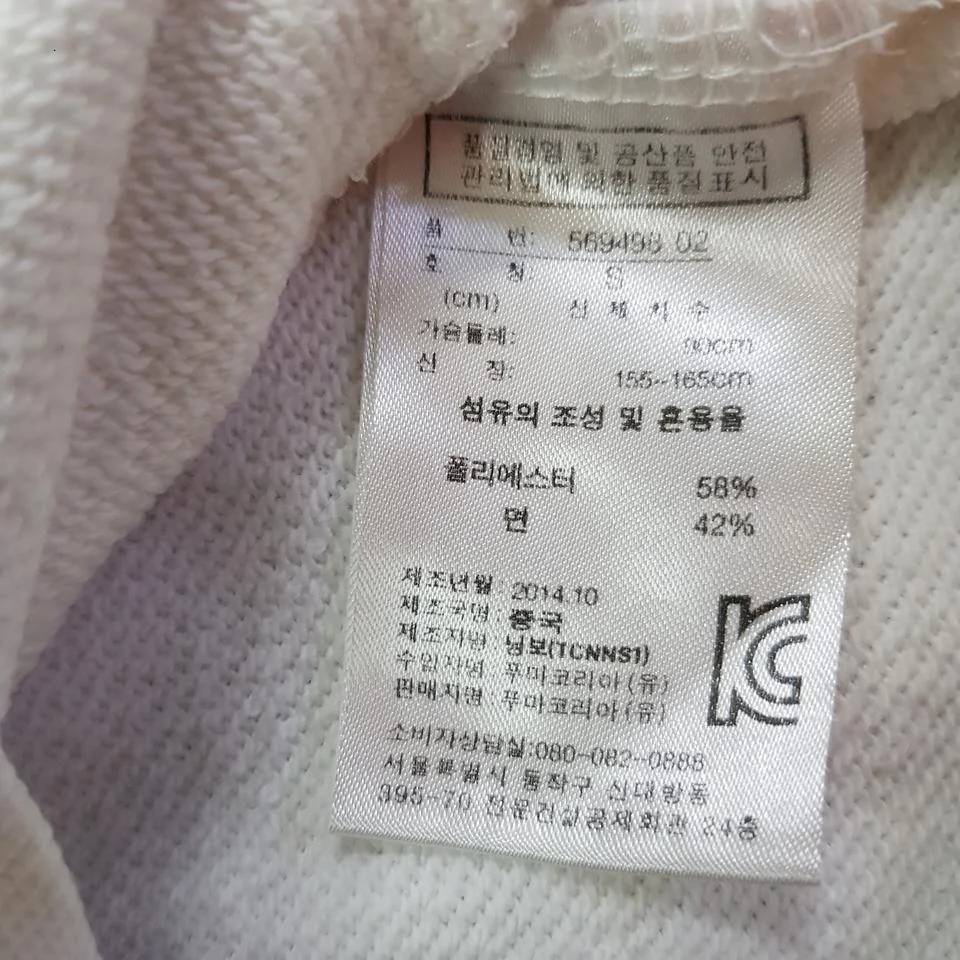 품질경영 및 공산품 안전
관리법에 의한 품질표시
품 번: 569498 02
호 칭: S
(cm) 신 체 치 수
가슴둘레: 90cm
신 장: 155~165cm
섬유의 조성 및 혼용율
폴리에스터 58%
면 42%
제조년월 : 2014.10
제조국명 : 중국
제조자명 : 닝보(TCNNS1)
수입자명 : 푸마코리아(유)
판매자명 : 푸마코리아(유)
소비자상담실:080-082-0888
서울특별시 동작구 신대방동
395-70 전문건설공제회관 24층
KC